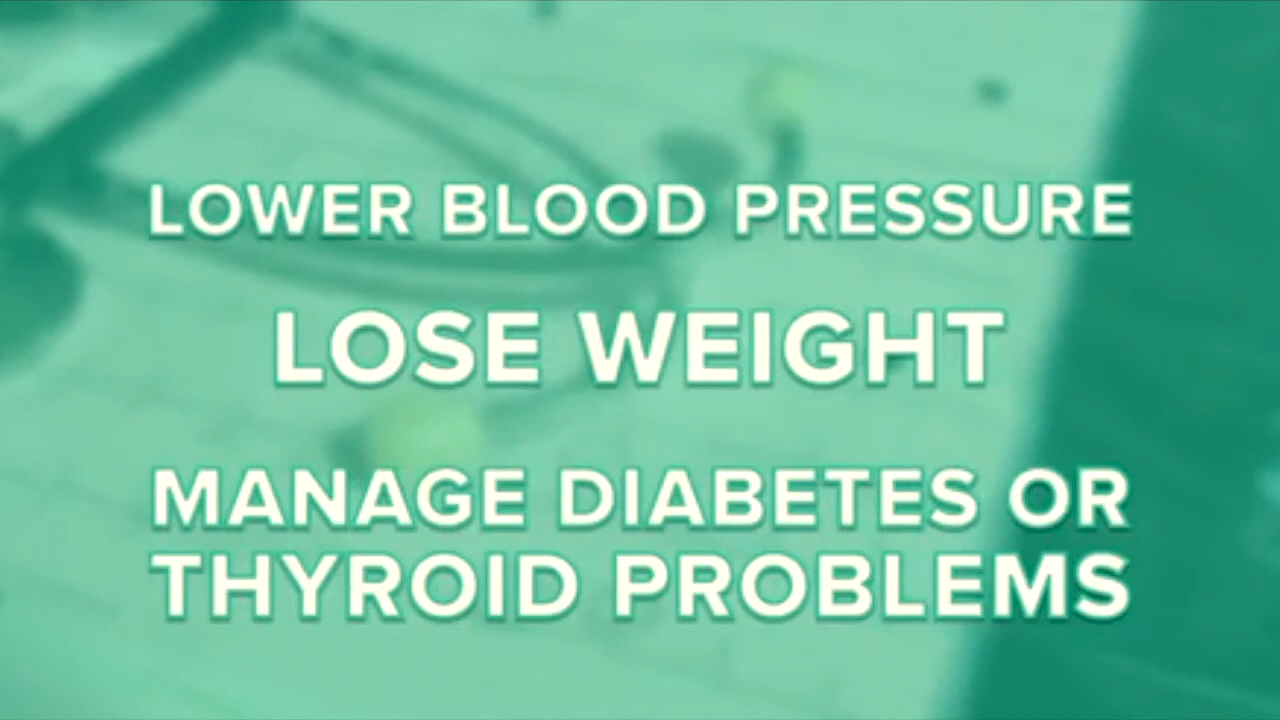 LOWER BLOOD PRESSURE
LOSE WEIGHT
MANAGE DIABETES OR
THYROID PROBLEMS